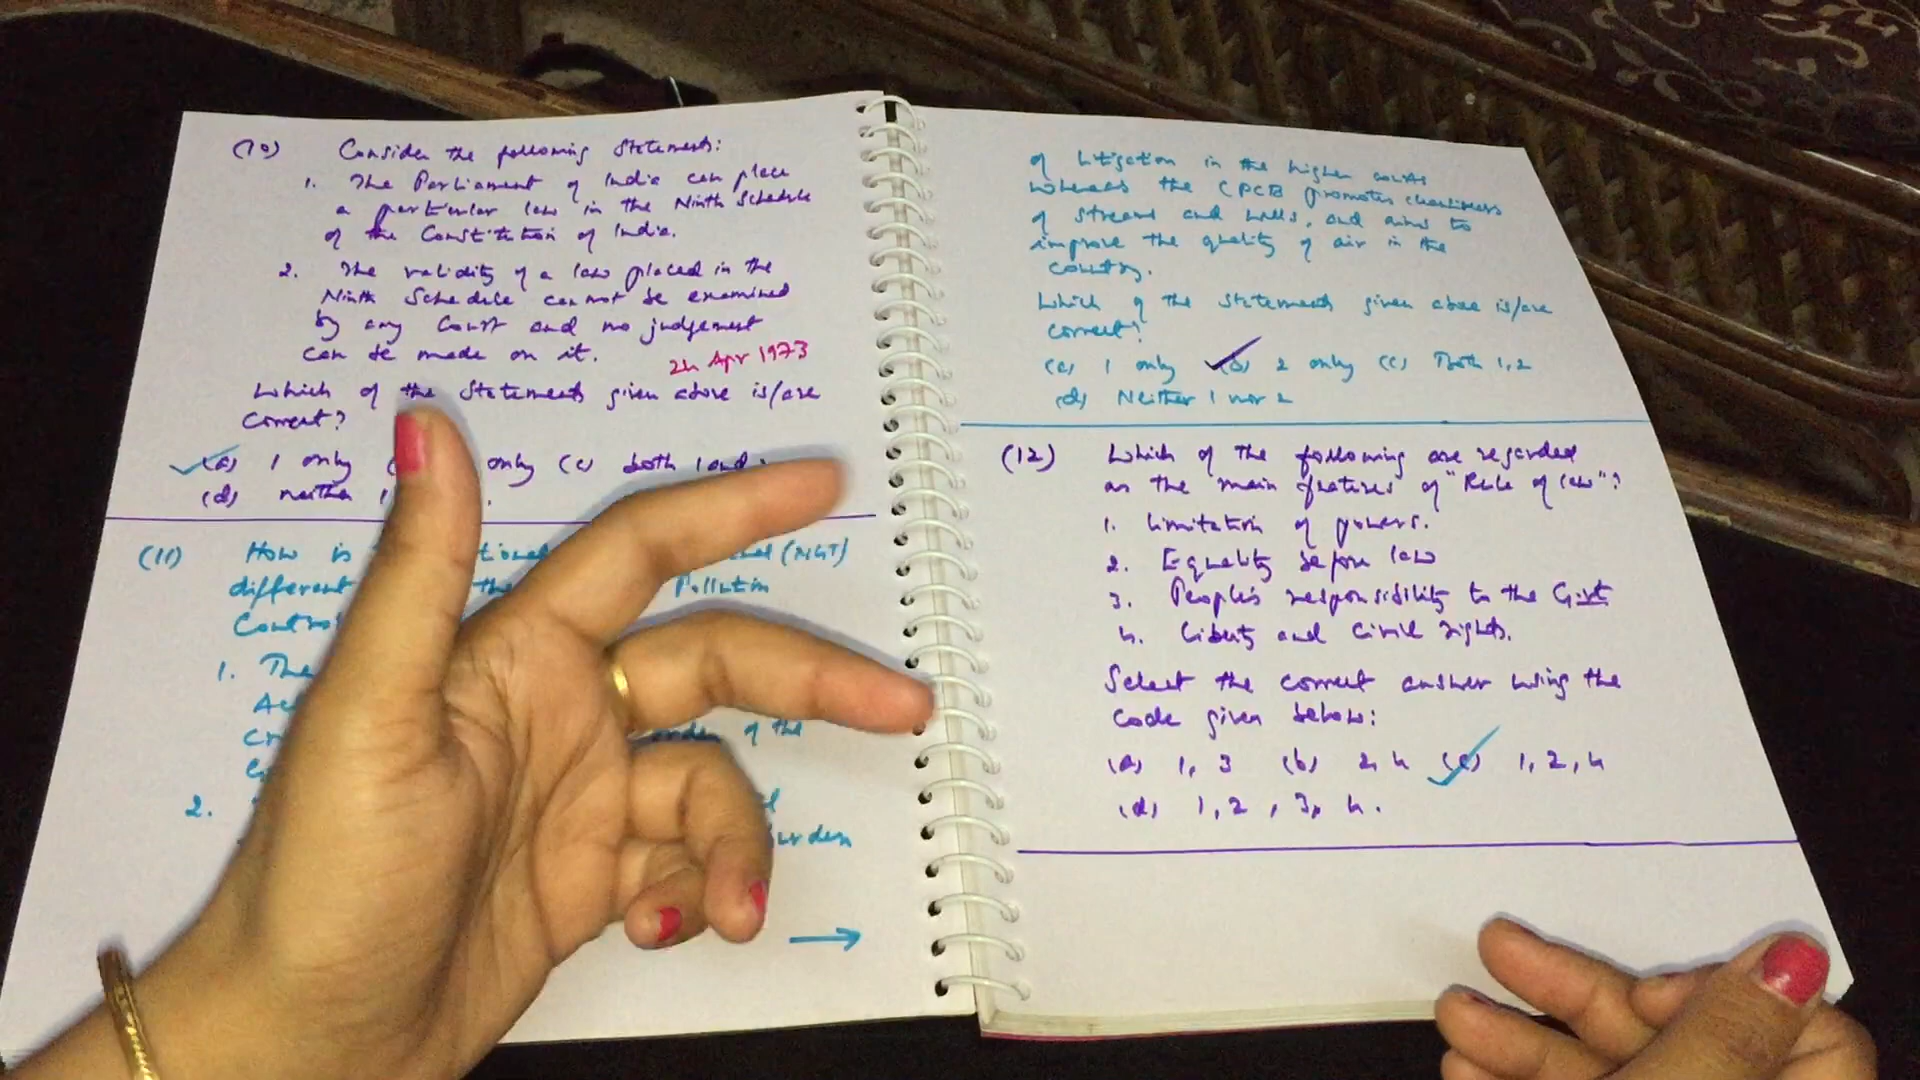 (10) Consider the following Statements:
1. The Parliament of India can place
a particular law in the Ninth Schedule
of the Constitution of India.
2. The validity of a law placed in the
Ninth Schedule cannot be examined
by any Court and no judgement
can be made on it.
24 Apr 1973
Which of the Statements given above is/are
Correct?
(a) 1 only only (c) both 1 and
(d) neither 1
(11) How is (NGT)
different the Pollution
Control
1. The
of the
2.
of litigation in the higher courts
whereas the CPCB promotes cleanliness
of streams and wells, and aims to
improve the quality of air in the
country.
Which of the statements given above is/are
correct?
(a) 1 only (b) 2 only (c) Both 1, 2
(d) Neither 1 nor 2
(12) Which of the following are regarded
as the main features of "Rule of law"?
1. limitation of powers.
2. Equality before law
3. People's responsibility to the Govt
4. Liberty and Civil rights.
Select the correct answer using the
code given below:
(a) 1, 3 (b) 2, 4 (c) 1, 2, 4
(d) 1, 2, 3, 4.